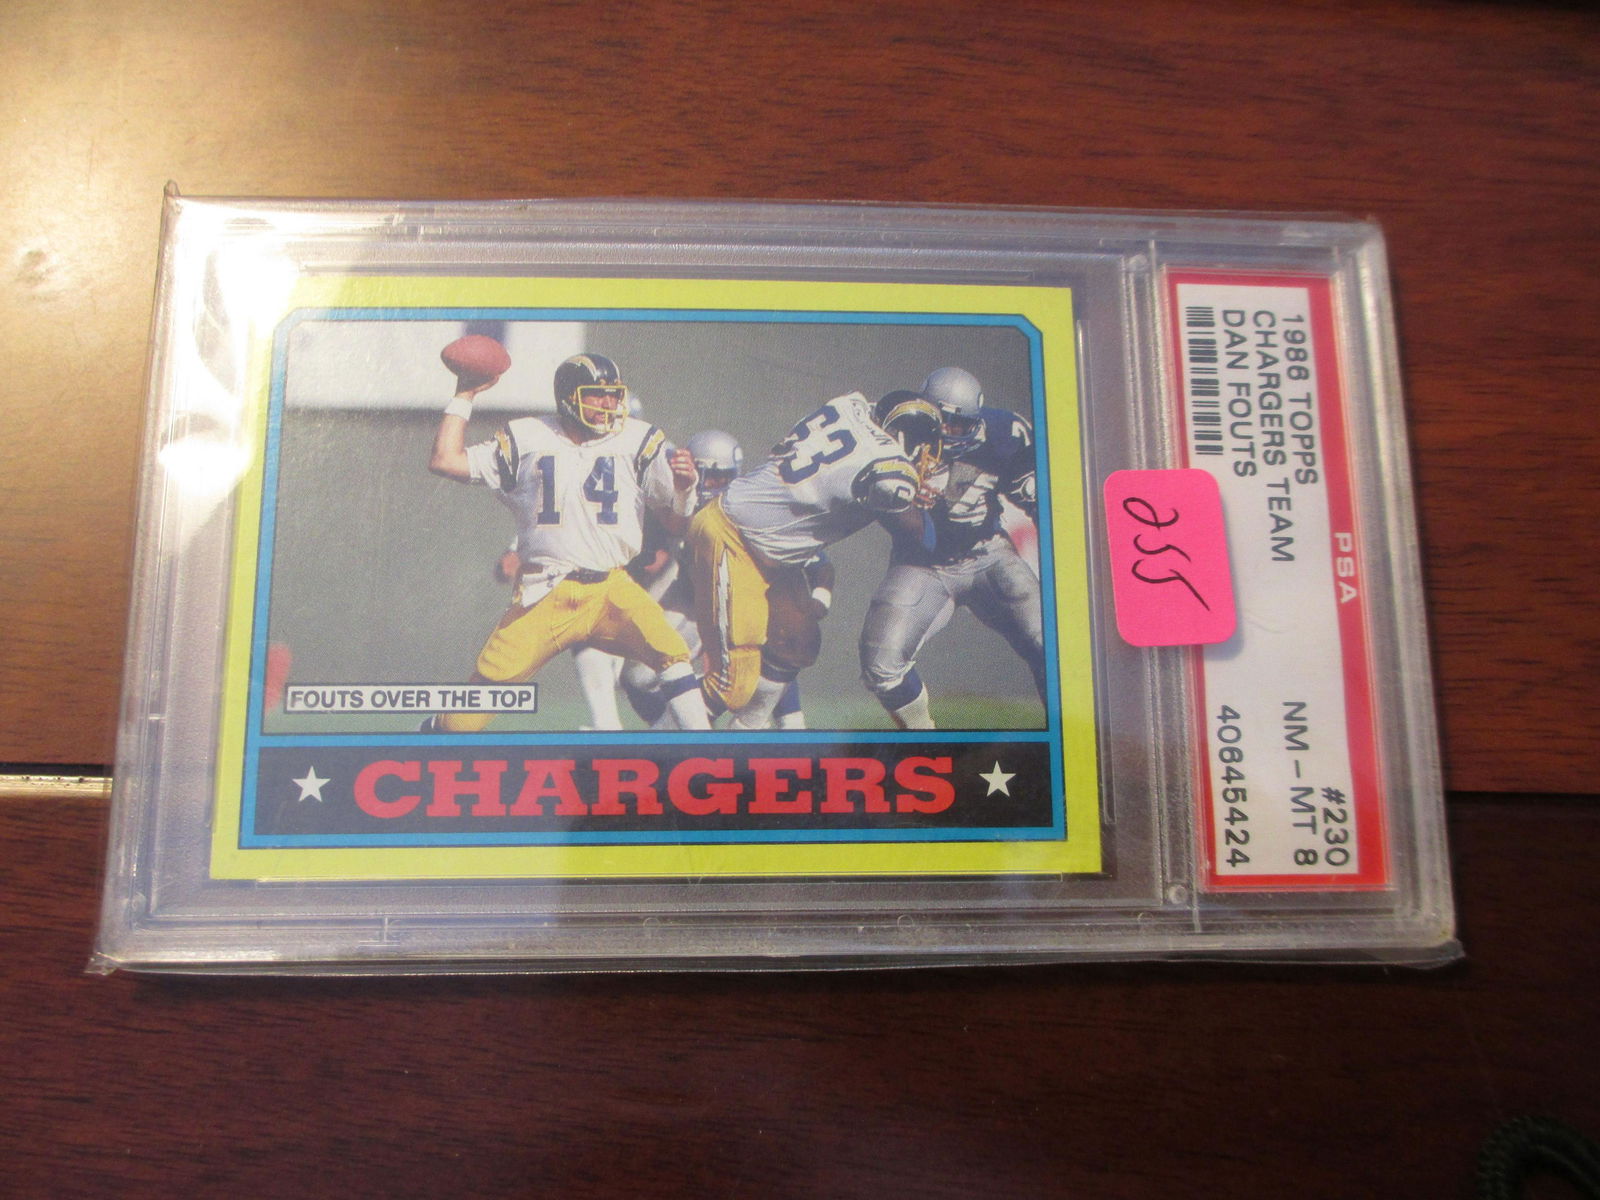 FOUTS OVER THE TOP
CHARGERS
14
63
PSA
1986 TOPPS #230
CHARGERS TEAM NM - MT 8
DAN FOUTS
40645424
255